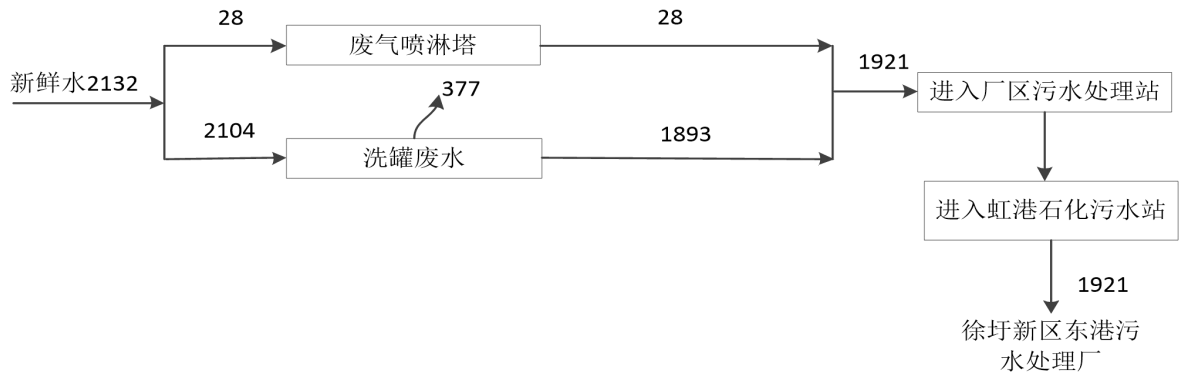 28
废气喷淋塔
28
新鲜水2132
377
1921
进入厂区污水处理站
2104
洗罐废水
1893
进入虹港石化污水站
1921
徐圩新区东港污
水处理厂